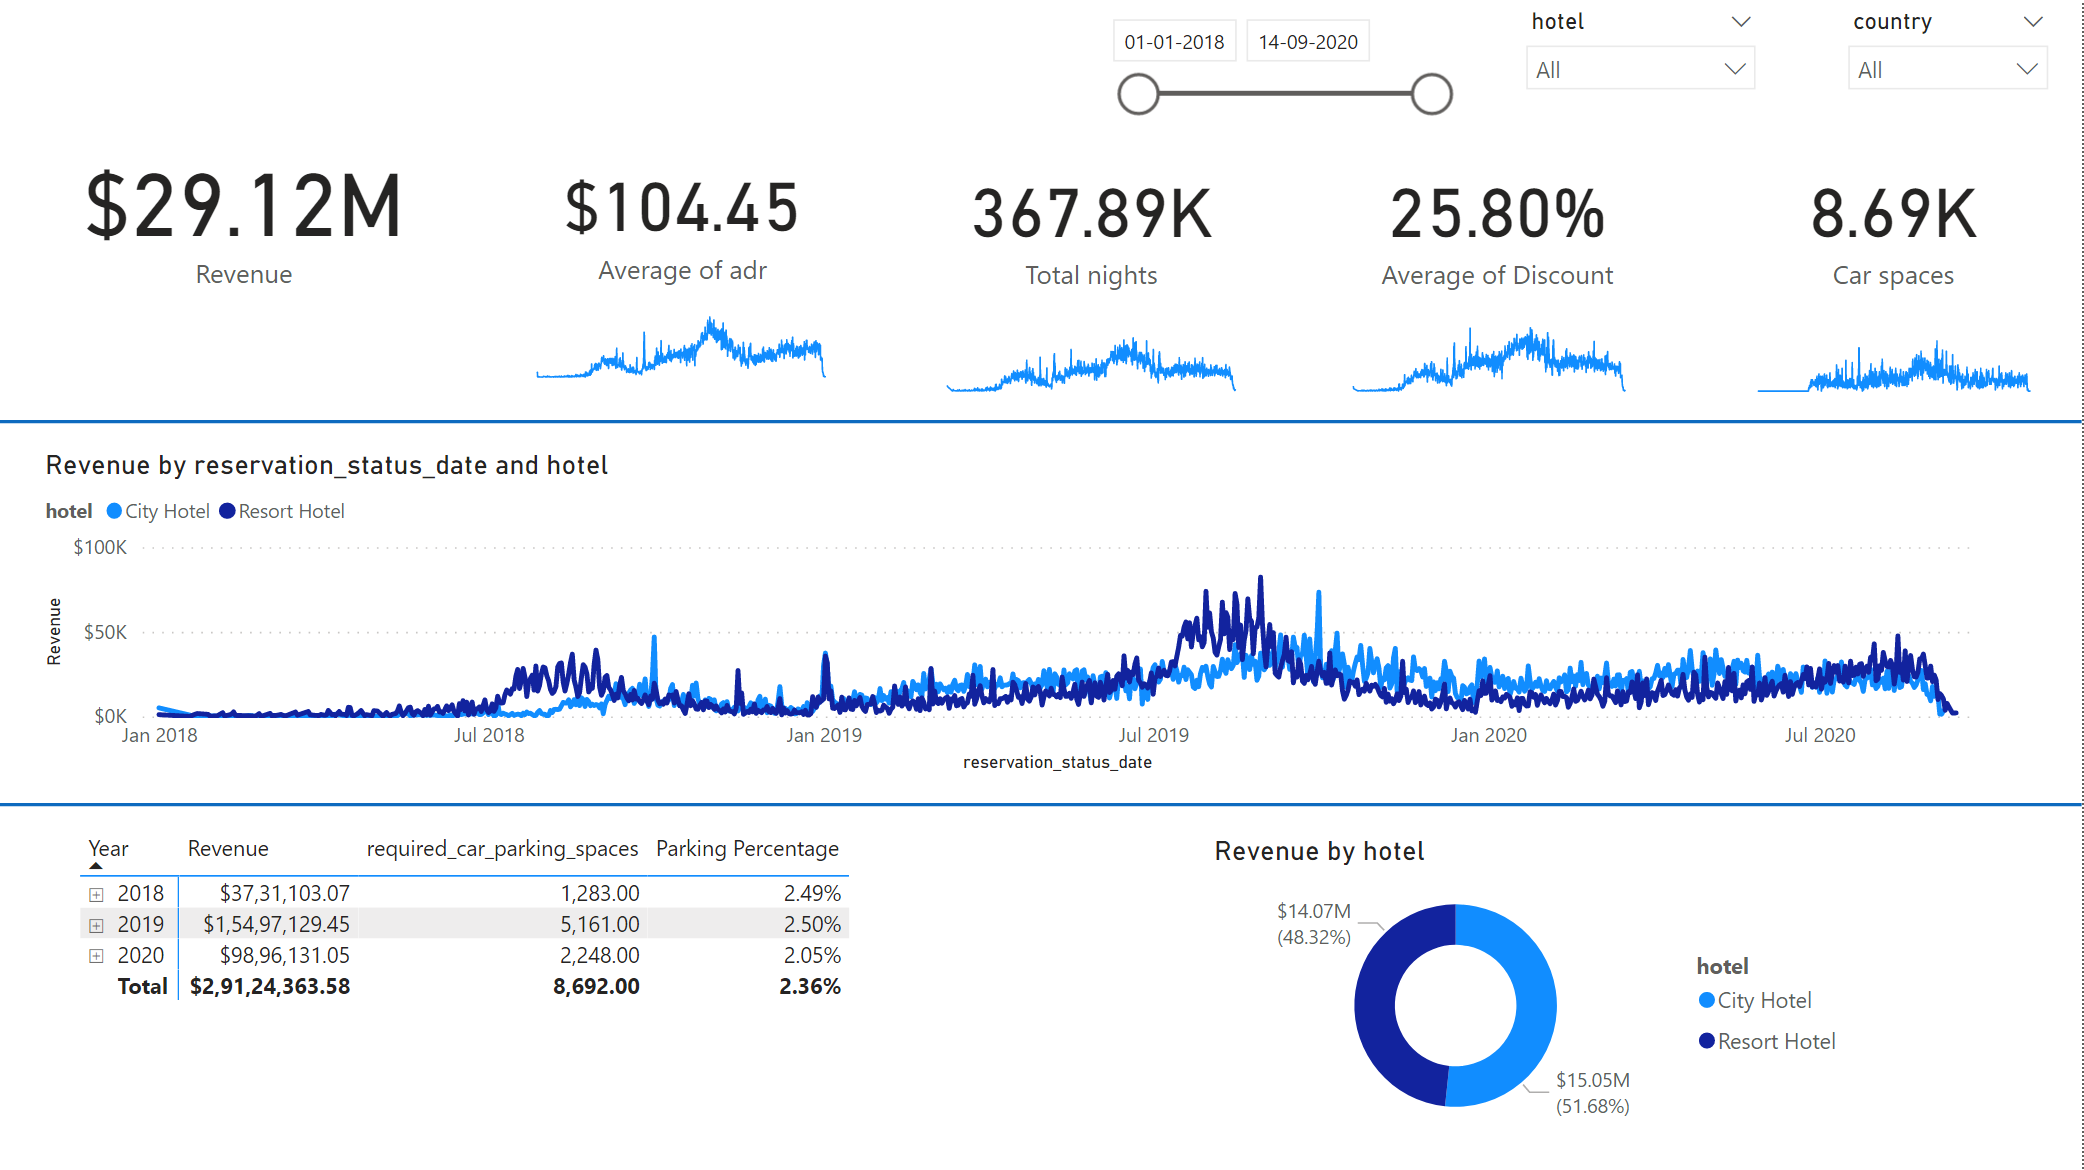 01-01-2018 14-09-2020
hotel
All
country
All
$29.12M
Revenue
$104.45
Average of adr
367.89K
Total nights
25.80%
Average of Discount
8.69K
Car spaces
Revenue by reservation_status_date and hotel
hotel City Hotel Resort Hotel
Revenue
$100K
$50K
$0K
Jan 2018 Jul 2018 Jan 2019 Jul 2019 Jan 2020 Jul 2020
reservation_status_date
Year Revenue required_car_parking_spaces Parking Percentage
2018 $37,31,103.07 1,283.00 2.49%
2019 $1,54,97,129.45 5,161.00 2.50%
2020 $98,96,131.05 2,248.00 2.05%
Total $2,91,24,363.58 8,692.00 2.36%
Revenue by hotel
$14.07M
(48.32%)
$15.05M
(51.68%)
hotel
City Hotel
Resort Hotel